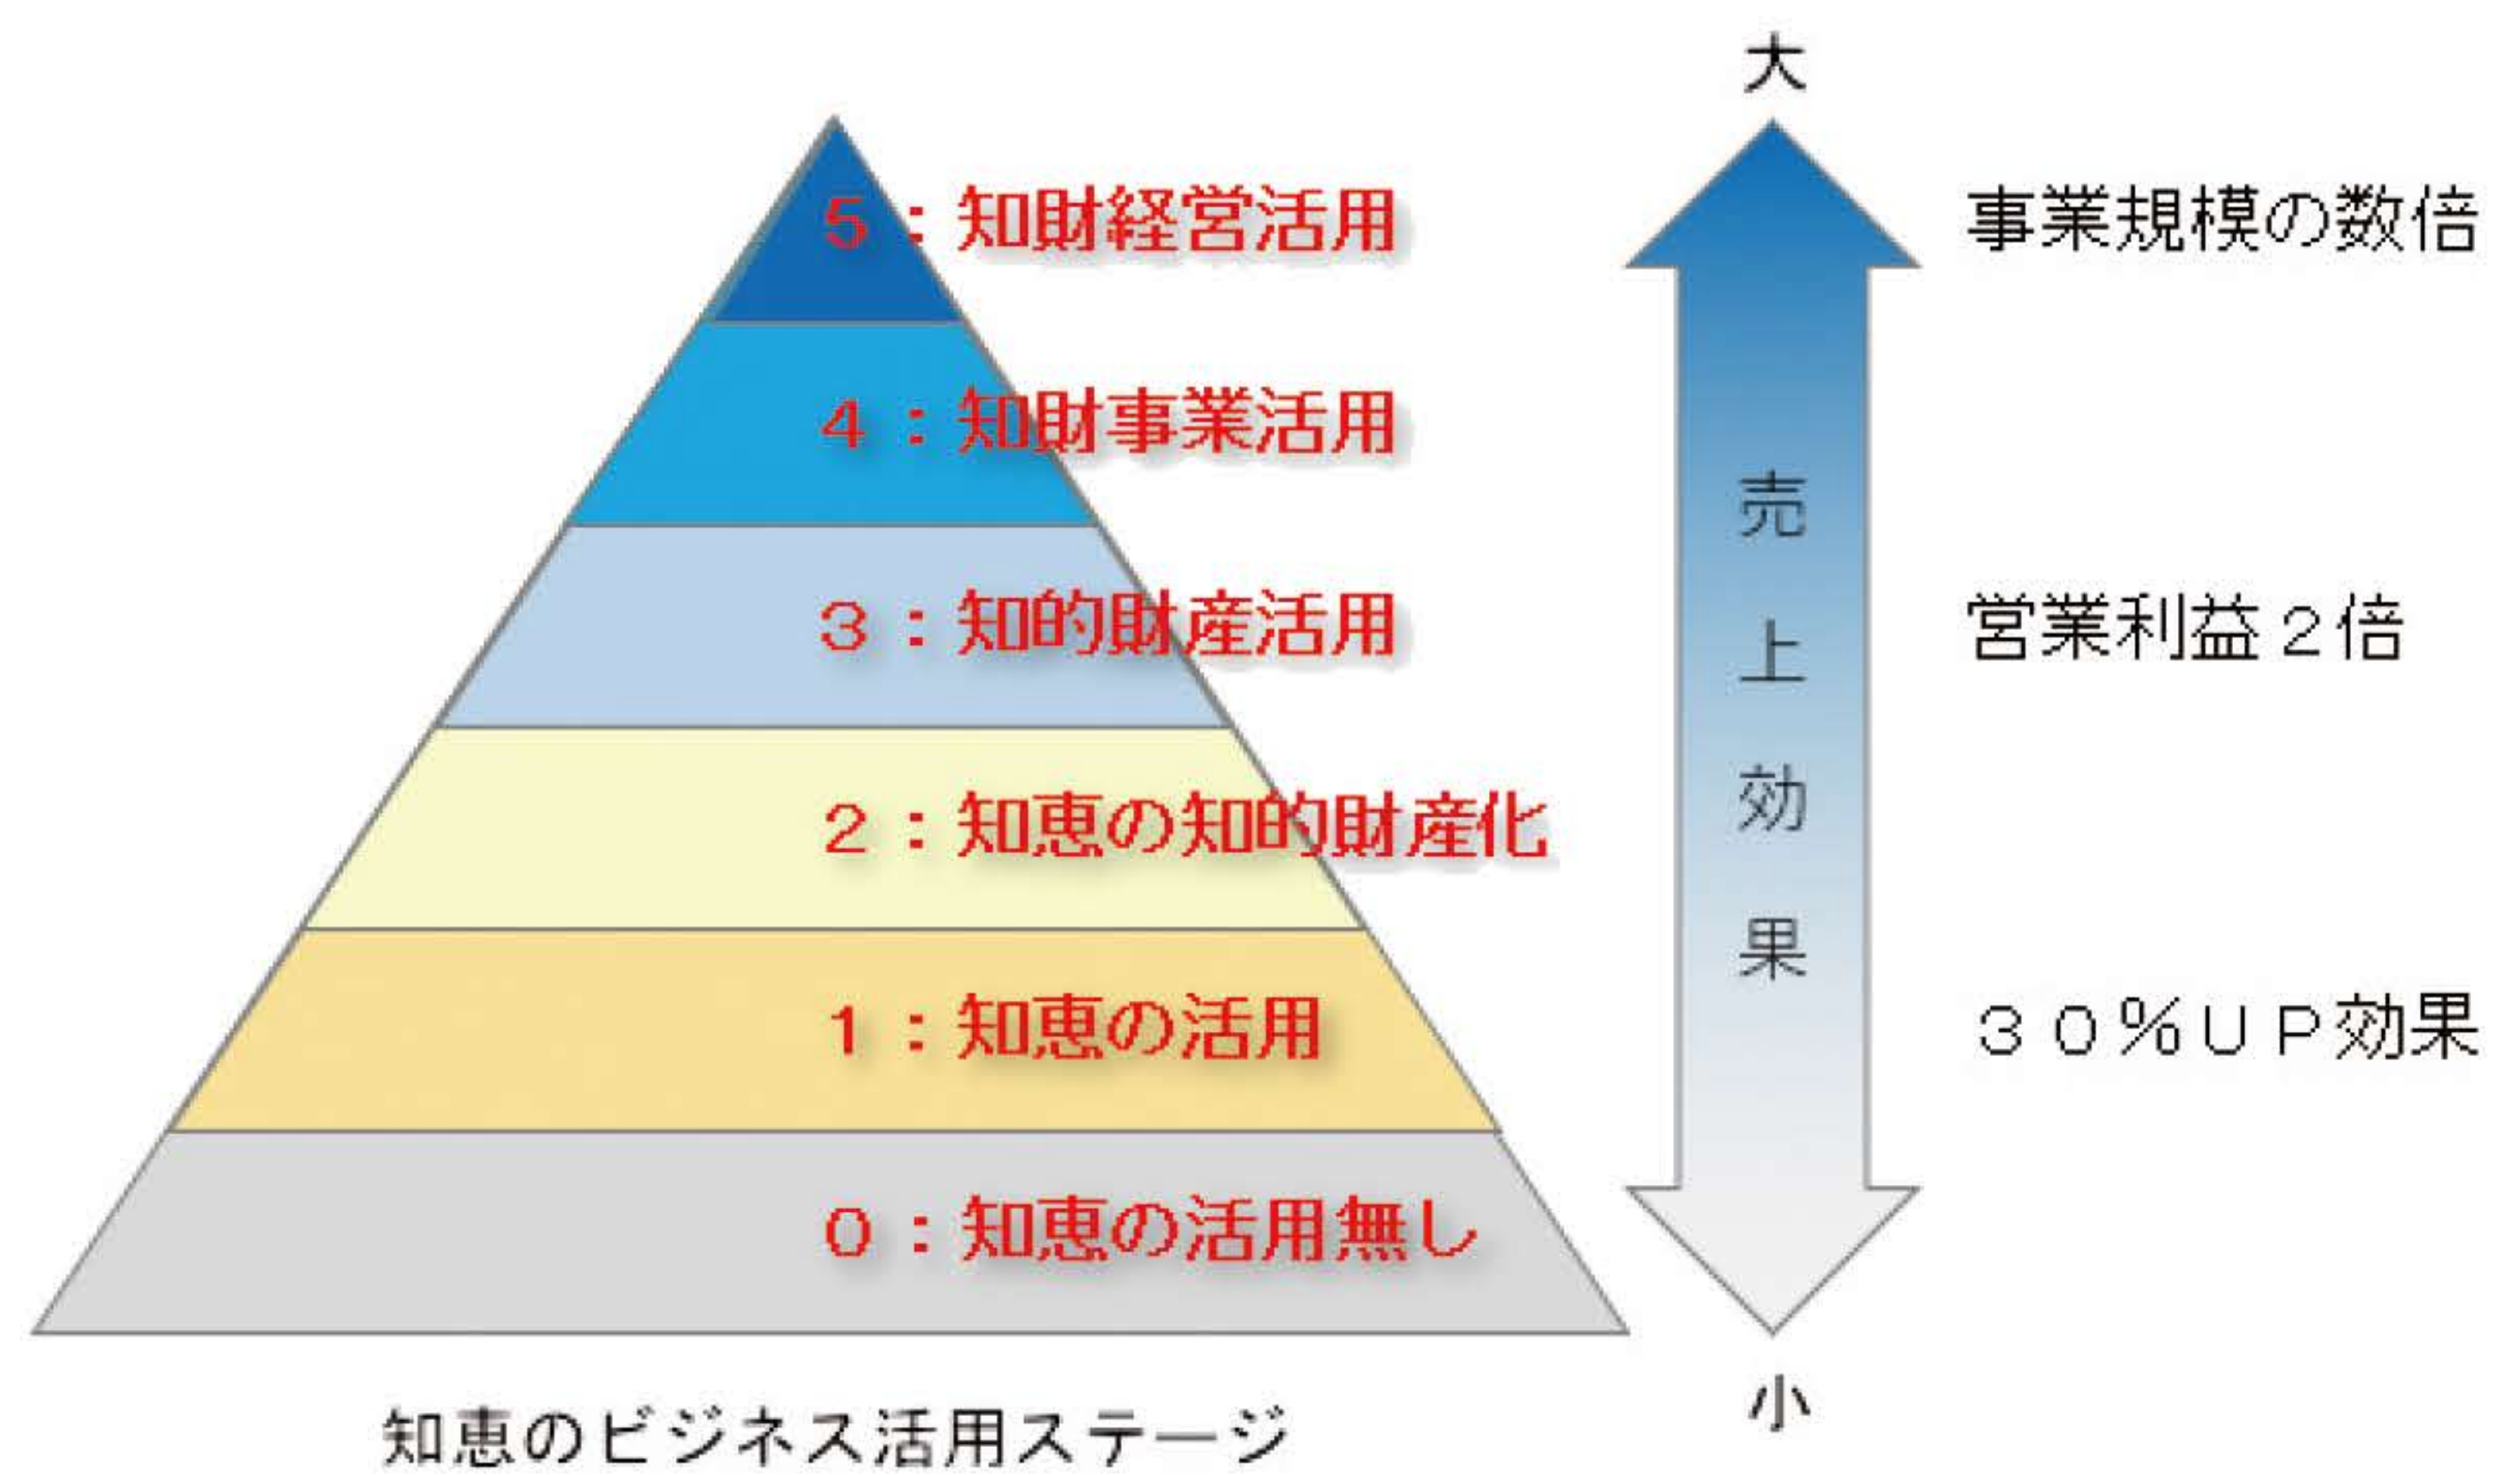 大
5：知財経営活用
事業規模の数倍
4：知財事業活用
3：知的財産活用
営業利益２倍
2：知恵の知的財産化
1：知恵の活用
３０％ＵＰ効果
0：知恵の活用無し
売上効果
小
知恵のビジネス活用ステージ